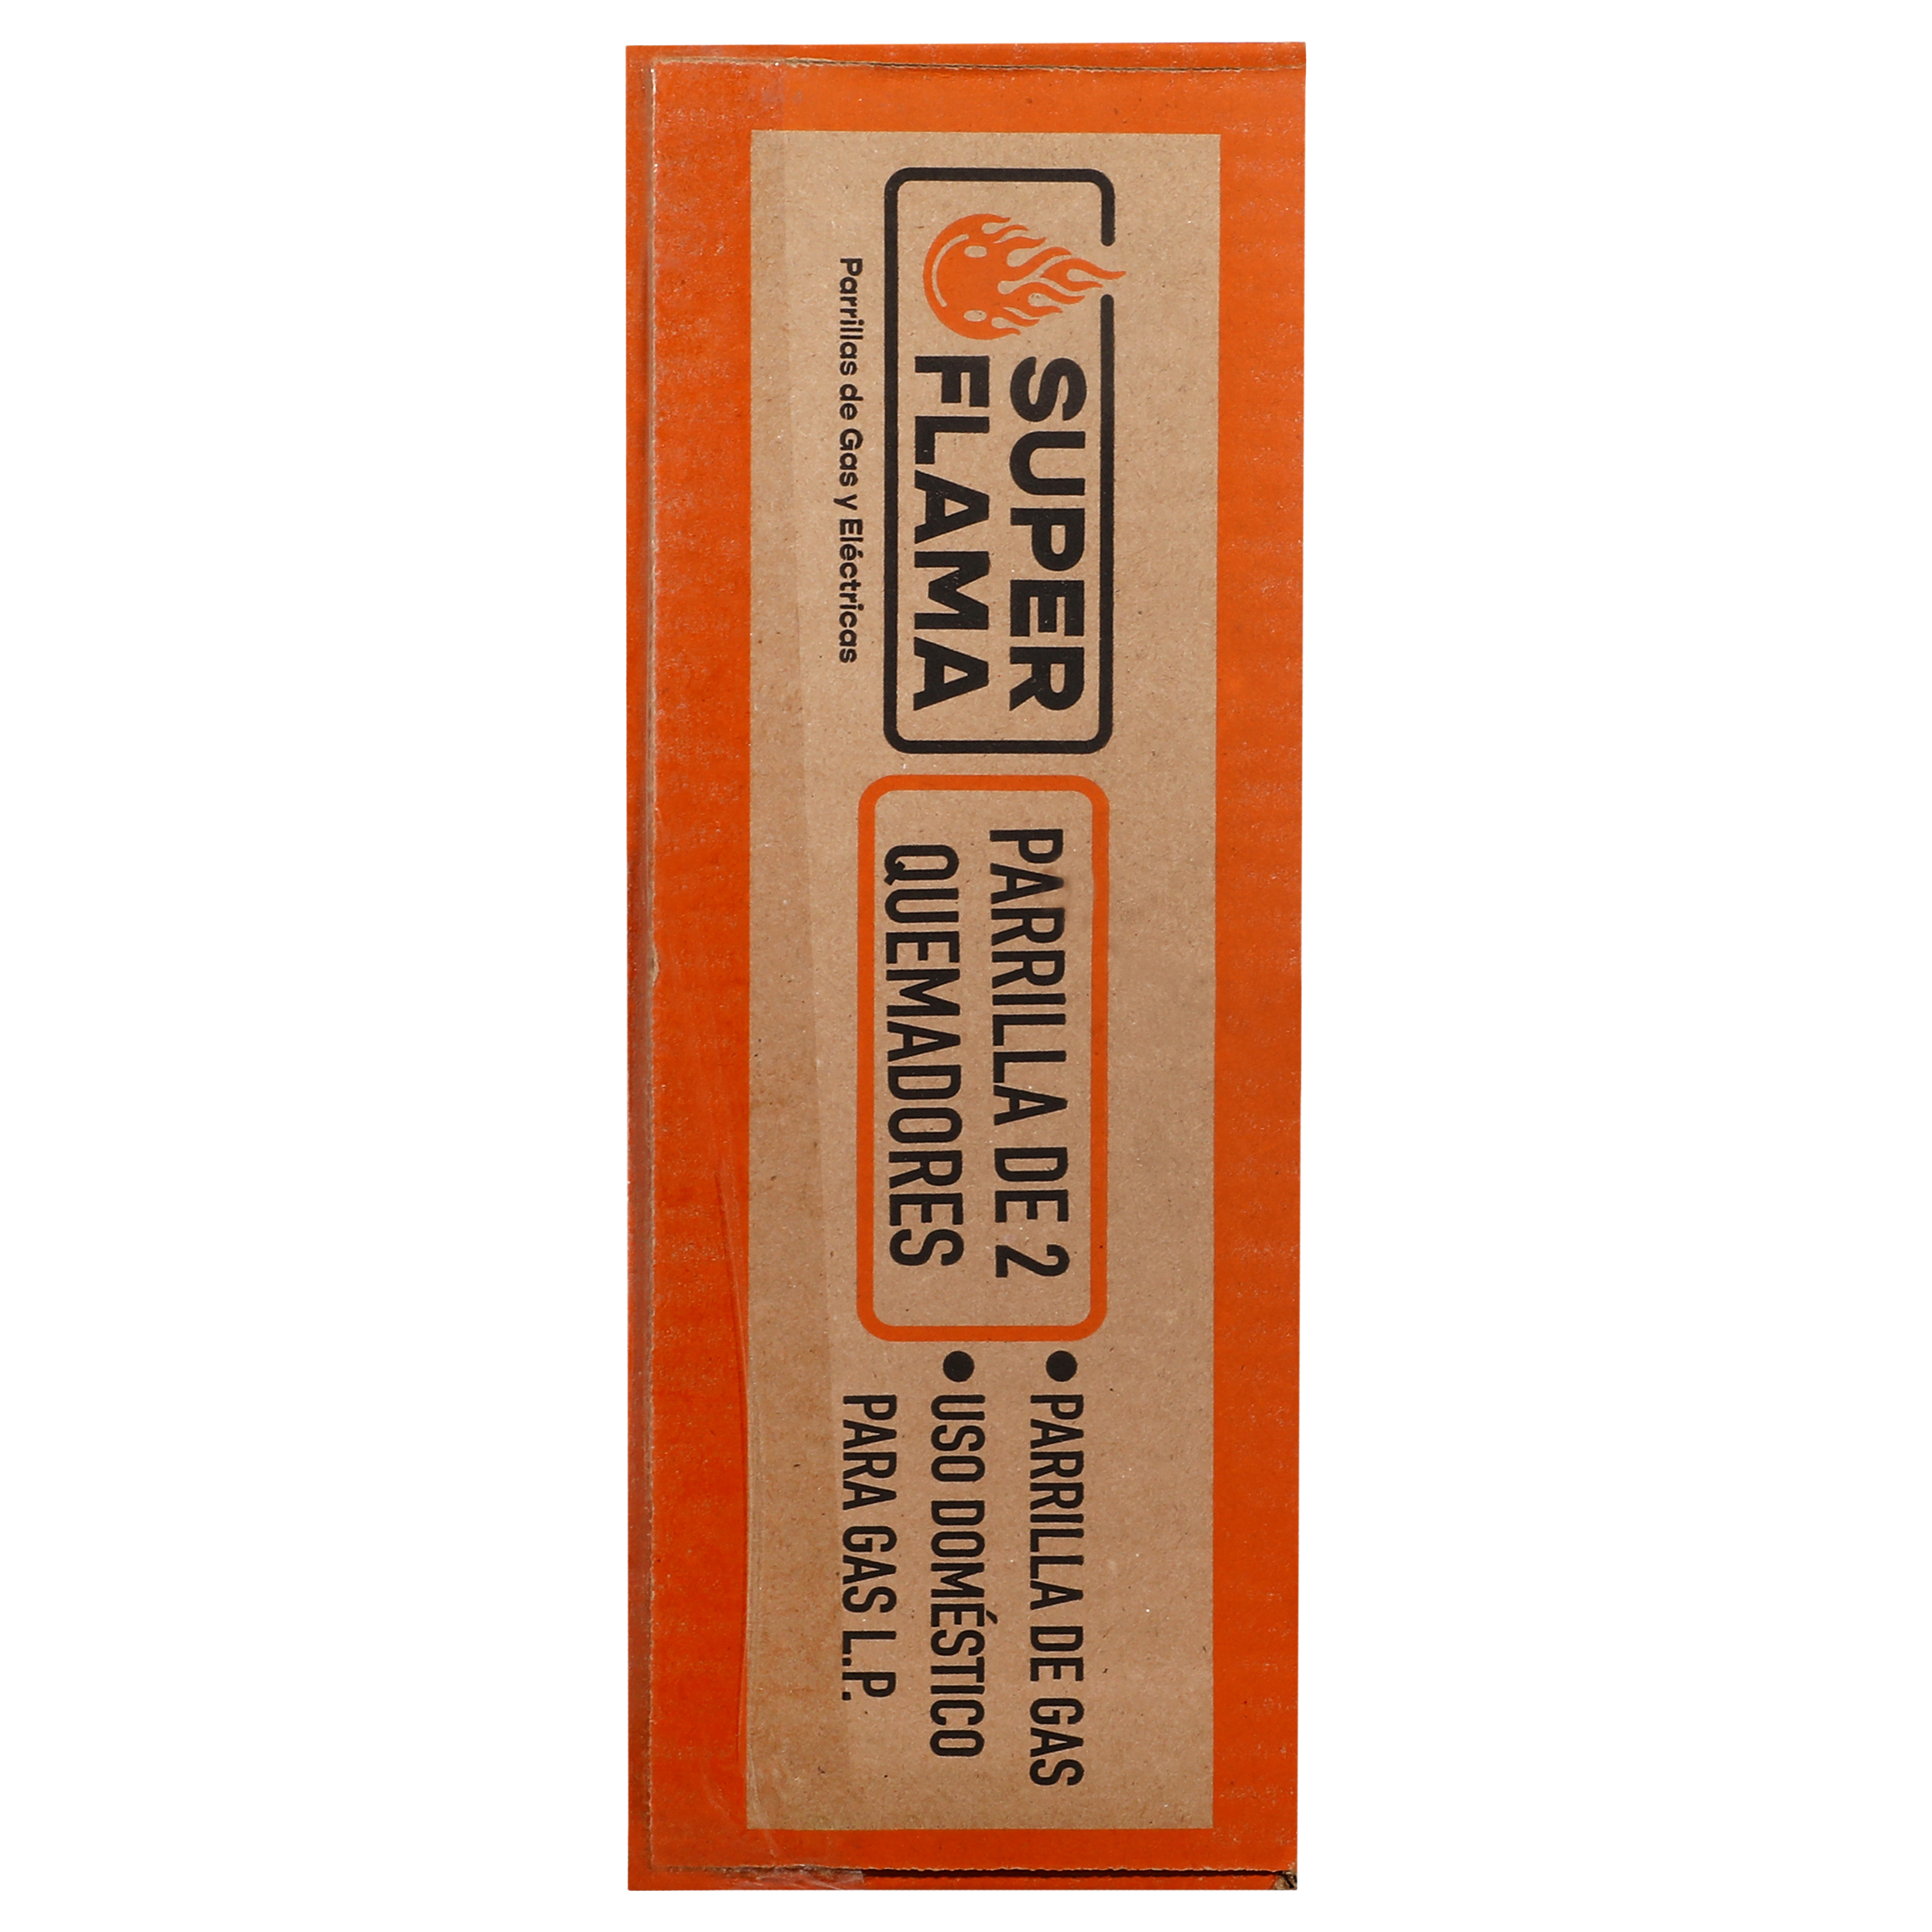 SUPER
FLAMA
Parrillas de Gas y Eléctricas
PARRILLA DE 2
QUEMADORES
•PARRILLA DE GAS
•USO DOMÉSTICO
PARA GAS L.P.